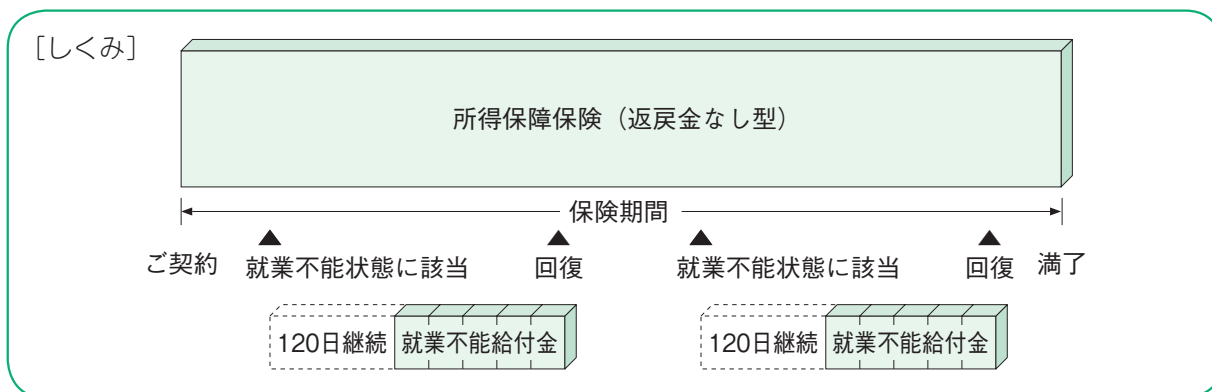 [しくみ]
所得保障保険（返戻金なし型）
保険期間
ご契約 就業不能状態に該当 回復 就業不能状態に該当 回復 満了
120日継続 就業不能給付金 120日継続 就業不能給付金